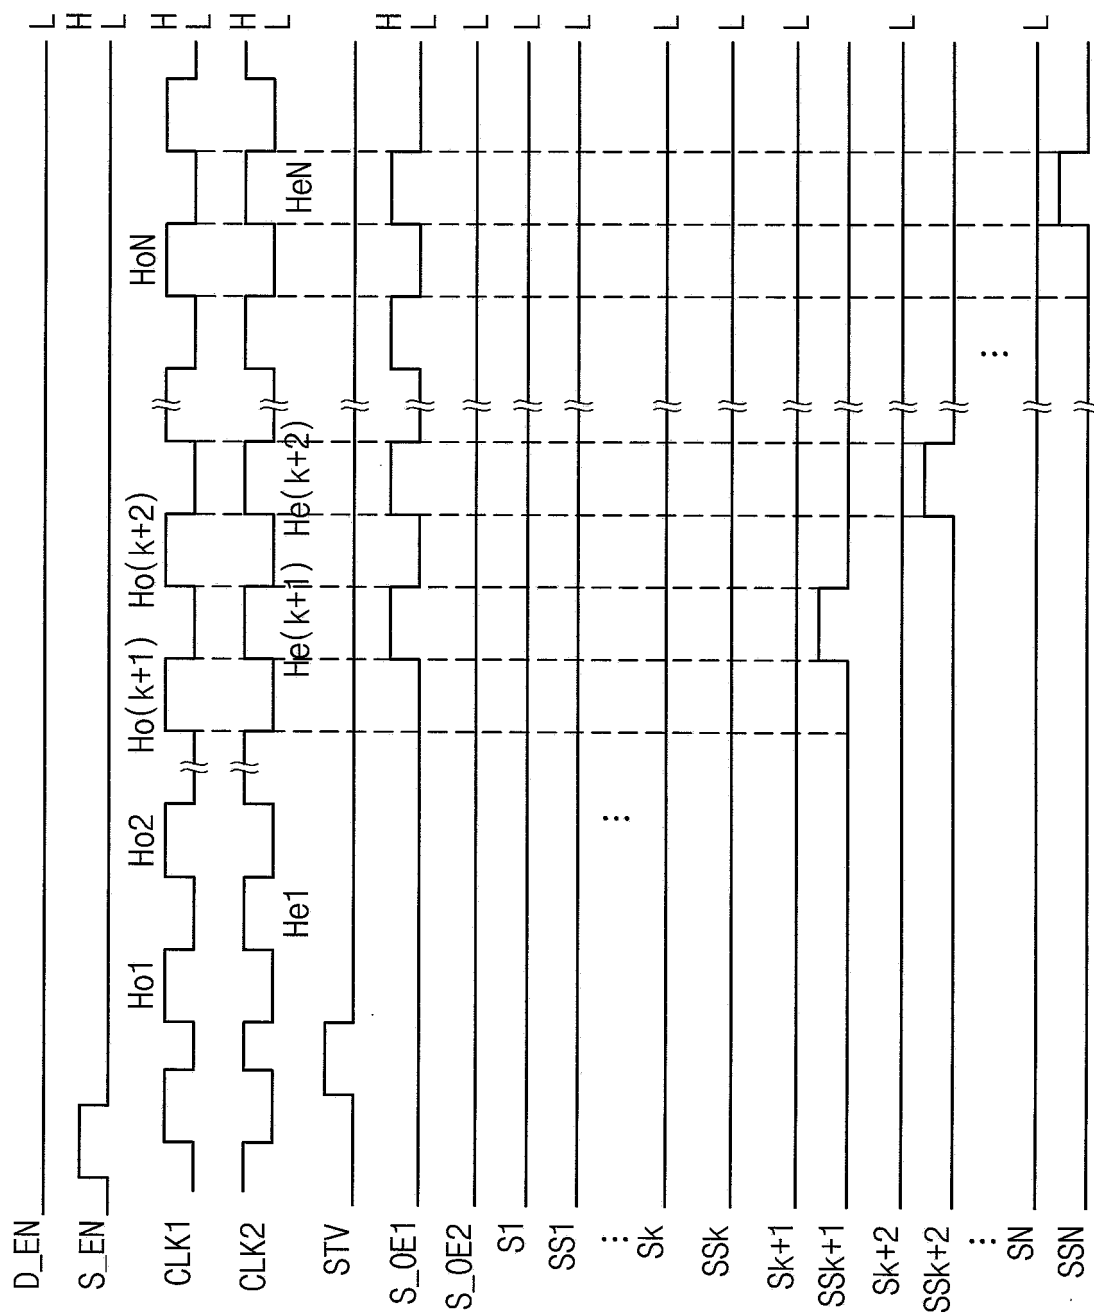 D_EN L
S_EN H L
Ho1 Ho2 Ho(k+1) Ho(k+2) HoN
CLK1 H L
CLK2 H L
He1 He(k+1) He(k+2) HeN
STV
S_OE1 H L
S_OE2 L
S1 L
SS1 L
⋮ ⋮
Sk L
SSk L
Sk+1 L
SSk+1
Sk+2 L
SSk+2
⋮ ⋮
SN L
SSN